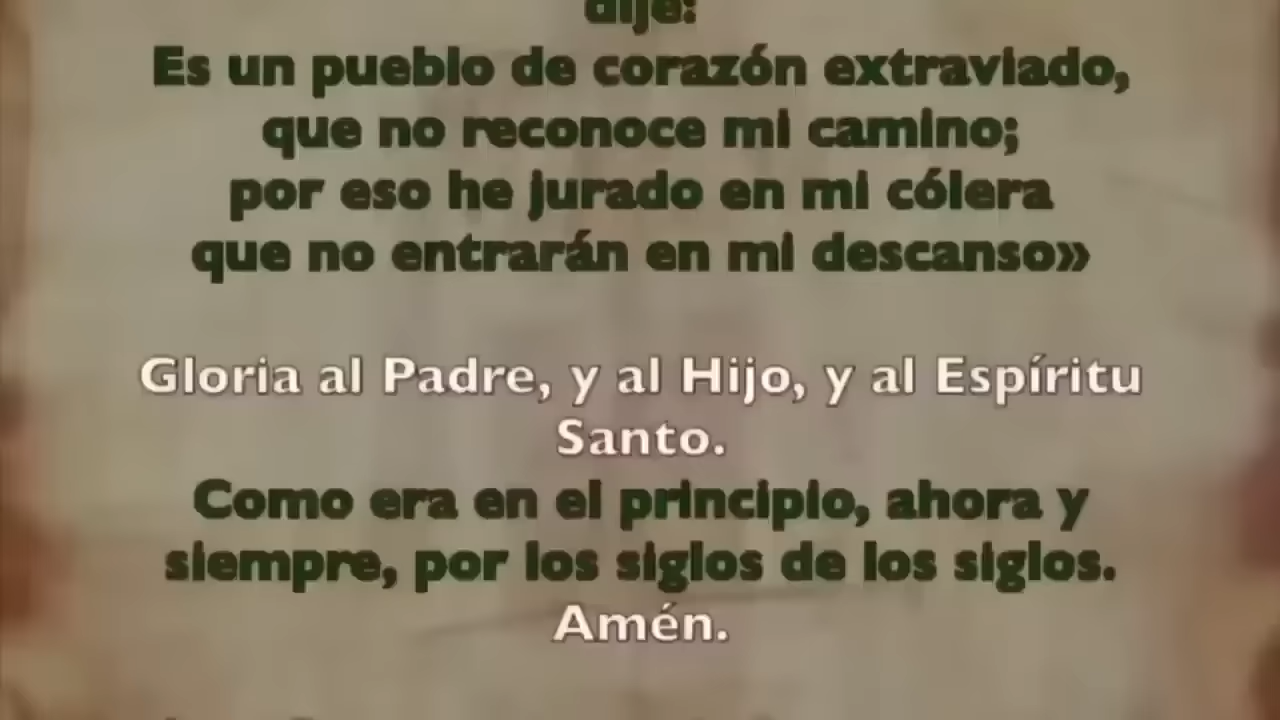 dije:
Es un pueblo de corazón extraviado,
que no reconoce mi camino;
por eso he jurado en mi cólera
que no entrarán en mi descanso»
Gloria al Padre, y al Hijo, y al Espíritu
Santo.
Como era en el principio, ahora y
siempre, por los siglos de los siglos.
Amén.